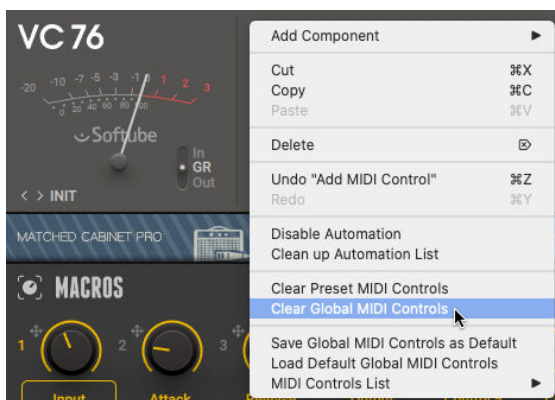 VC 76
-20 -10 -7 -5 -3 -1 0 1 2 3
0 20 40 60 80 100
Softube
In
GR
Out
< > INIT
MATCHED CABINET PRO
MACROS
1 2 3
Input Attack Release
Add Component
Cut ⌘X
Copy ⌘C
Paste ⌘V
Delete ⌦
Undo "Add MIDI Control" ⌘Z
Redo ⌘Y
Disable Automation
Clean up Automation List
Clear Preset MIDI Controls
Clear Global MIDI Controls
Save Global MIDI Controls as Default
Load Default Global MIDI Controls
MIDI Controls List